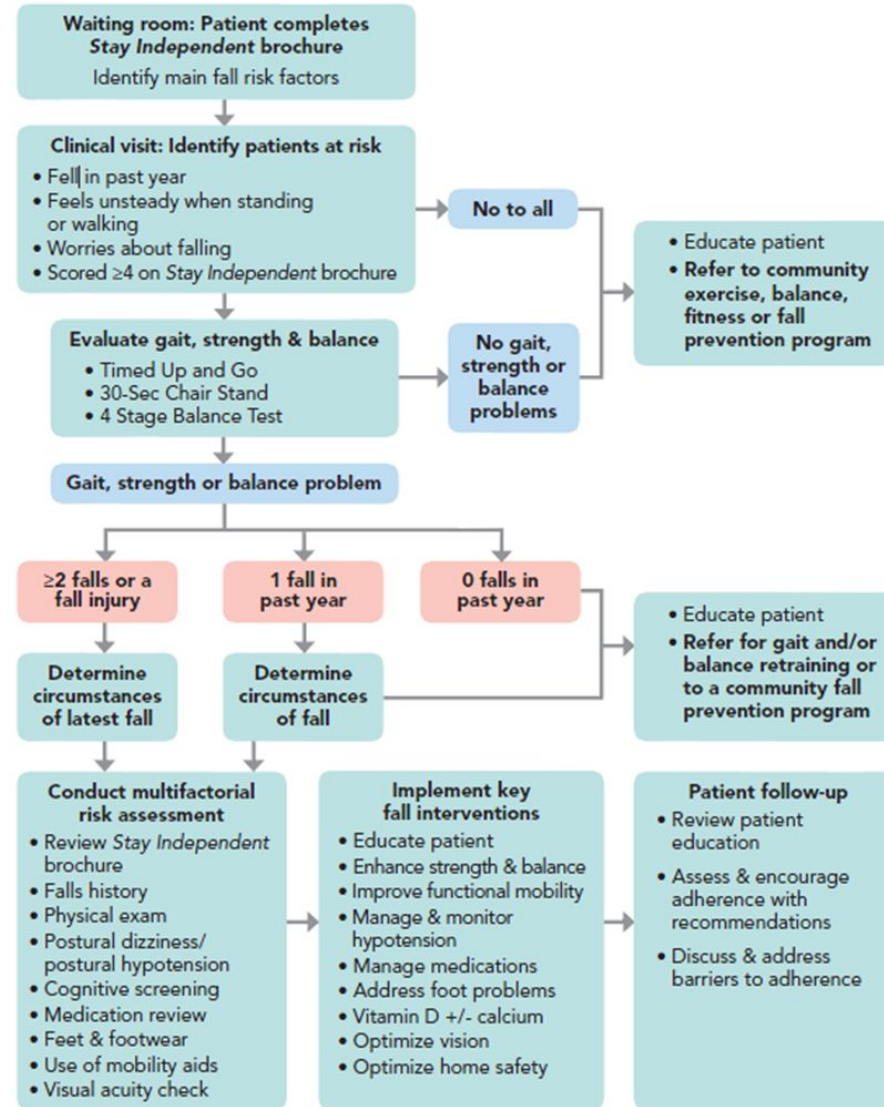 Waiting room: Patient completes
Stay Independent brochure
Identify main fall risk factors
Clinical visit: Identify patients at risk
• Fell in past year
• Feels unsteady when standing
or walking
• Worries about falling
• Scored ≥4 on Stay Independent brochure
No to all
• Educate patient
• Refer to community
exercise, balance,
fitness or fall
prevention program
Evaluate gait, strength & balance
• Timed Up and Go
• 30-Sec Chair Stand
• 4 Stage Balance Test
No gait,
strength or
balance
problems
Gait, strength or balance problem
≥2 falls or a
fall injury
1 fall in
past year
0 falls in
past year
Determine
circumstances
of latest fall
Determine
circumstances
of fall
• Educate patient
• Refer for gait and/or
balance retraining or
to a community fall
prevention program
Conduct multifactorial
risk assessment
• Review Stay Independent
brochure
• Falls history
• Physical exam
• Postural dizziness/
postural hypotension
• Cognitive screening
• Medication review
• Feet & footwear
• Use of mobility aids
• Visual acuity check
Implement key
fall interventions
• Educate patient
• Enhance strength & balance
• Improve functional mobility
• Manage & monitor
hypotension
• Manage medications
• Address foot problems
• Vitamin D +/- calcium
• Optimize vision
• Optimize home safety
Patient follow-up
• Review patient
education
• Assess & encourage
adherence with
recommendations
• Discuss & address
barriers to adherence